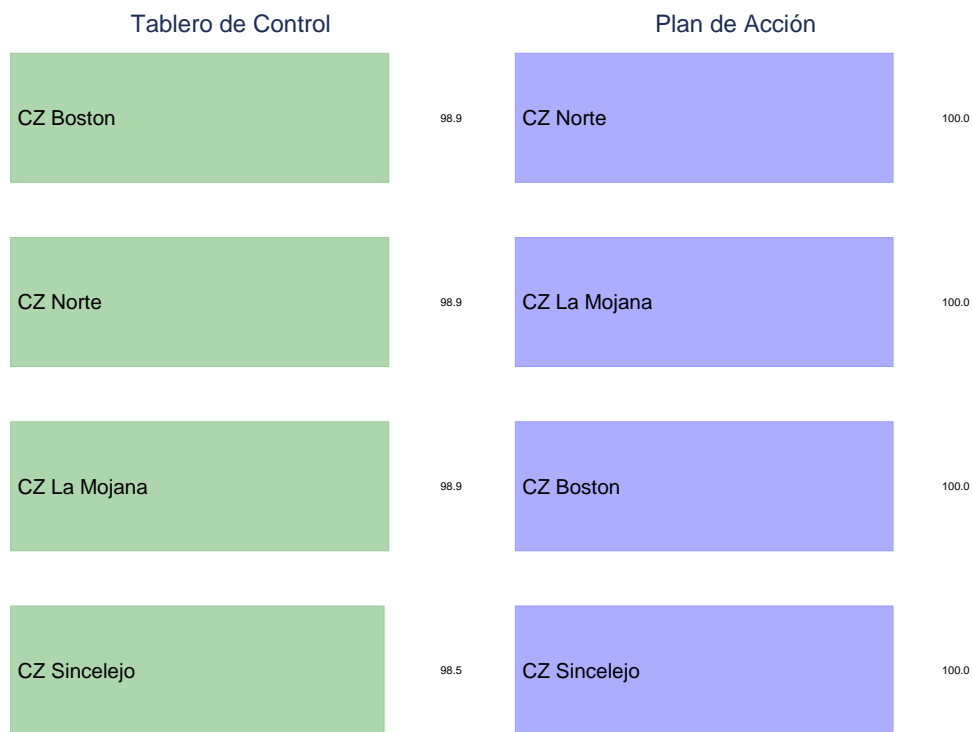 Tablero de Control
CZ Boston 98.9
CZ Norte 98.9
CZ La Mojana 98.9
CZ Sincelejo 98.5
Plan de Acción
CZ Norte 100.0
CZ La Mojana 100.0
CZ Boston 100.0
CZ Sincelejo 100.0